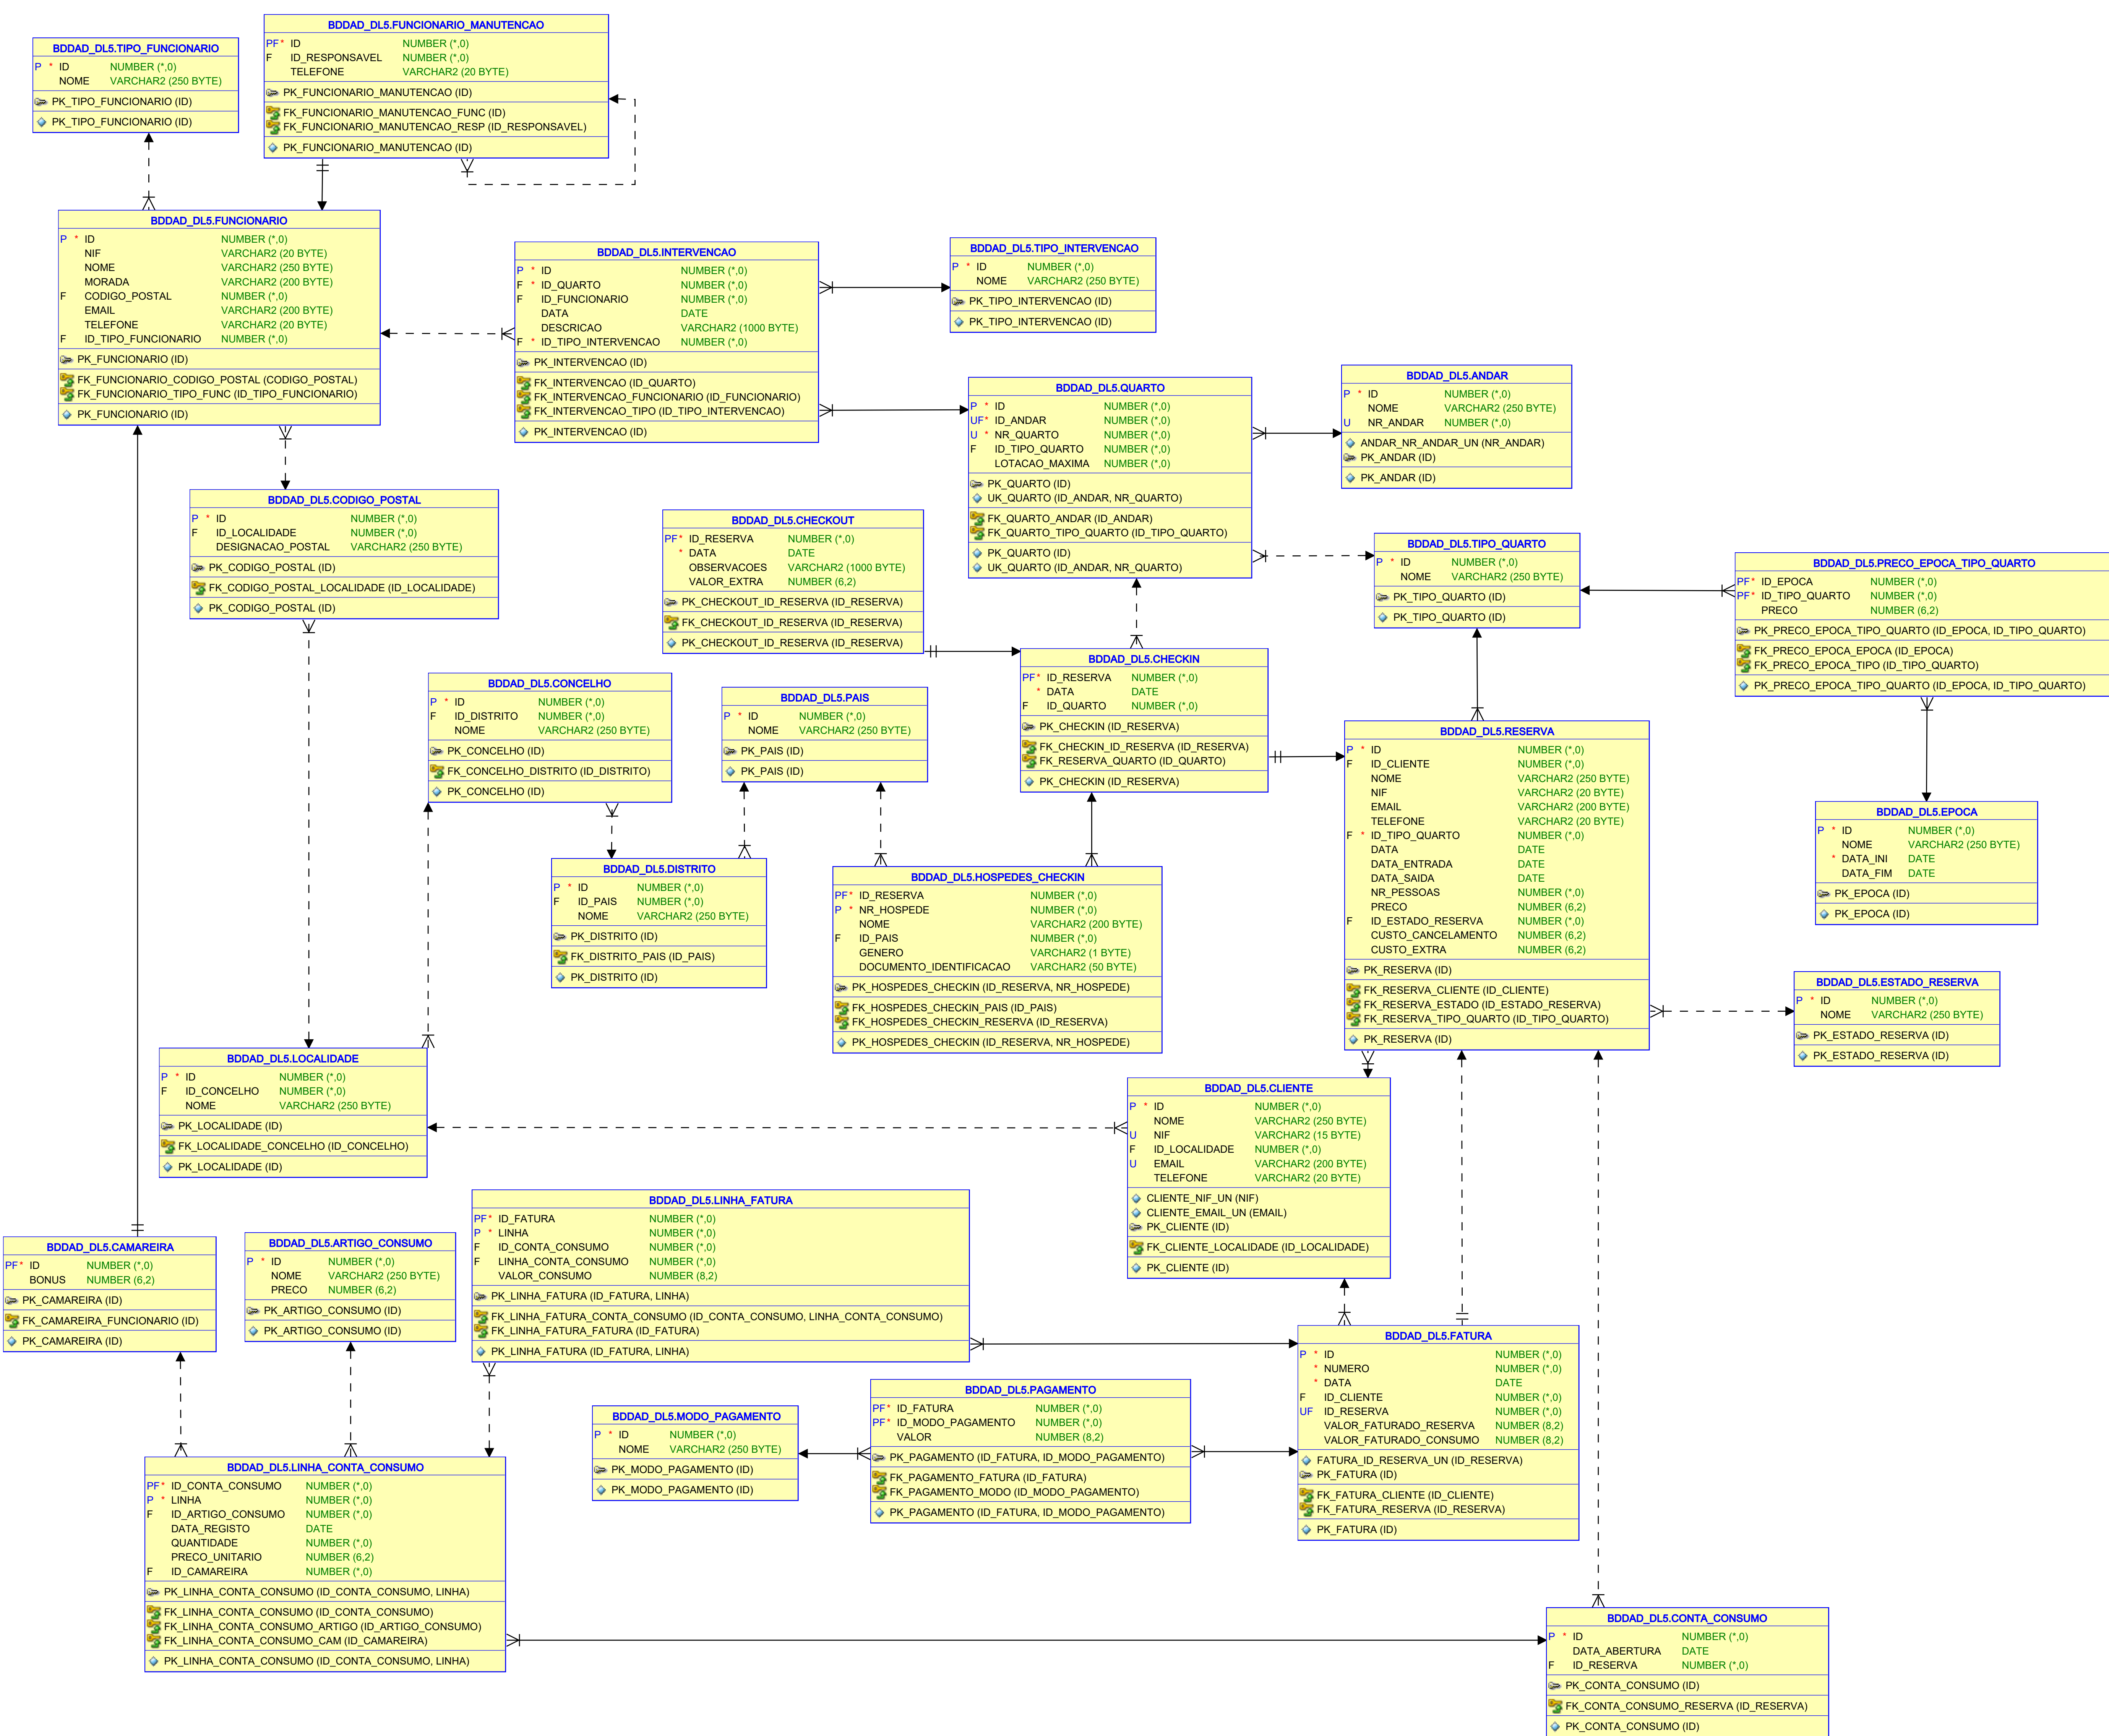 BDDAD_DL5.TIPO_FUNCIONARIO
P * ID NUMBER (*,0)
NOME VARCHAR2 (250 BYTE)
PK_TIPO_FUNCIONARIO (ID)
PK_TIPO_FUNCIONARIO (ID)
BDDAD_DL5.FUNCIONARIO_MANUTENCAO
PF* ID NUMBER (*,0)
F ID_RESPONSAVEL NUMBER (*,0)
TELEFONE VARCHAR2 (20 BYTE)
PK_FUNCIONARIO_MANUTENCAO (ID)
FK_FUNCIONARIO_MANUTENCAO_FUNC (ID)
FK_FUNCIONARIO_MANUTENCAO_RESP (ID_RESPONSAVEL)
PK_FUNCIONARIO_MANUTENCAO (ID)
BDDAD_DL5.FUNCIONARIO
P * ID NUMBER (*,0)
NIF VARCHAR2 (20 BYTE)
NOME VARCHAR2 (250 BYTE)
MORADA VARCHAR2 (200 BYTE)
F CODIGO_POSTAL NUMBER (*,0)
EMAIL VARCHAR2 (200 BYTE)
TELEFONE VARCHAR2 (20 BYTE)
F ID_TIPO_FUNCIONARIO NUMBER (*,0)
PK_FUNCIONARIO (ID)
FK_FUNCIONARIO_CODIGO_POSTAL (CODIGO_POSTAL)
FK_FUNCIONARIO_TIPO_FUNC (ID_TIPO_FUNCIONARIO)
PK_FUNCIONARIO (ID)
BDDAD_DL5.INTERVENCAO
P * ID NUMBER (*,0)
F * ID_QUARTO NUMBER (*,0)
F ID_FUNCIONARIO NUMBER (*,0)
DATA DATE
DESCRICAO VARCHAR2 (1000 BYTE)
F * ID_TIPO_INTERVENCAO NUMBER (*,0)
PK_INTERVENCAO (ID)
FK_INTERVENCAO (ID_QUARTO)
FK_INTERVENCAO_FUNCIONARIO (ID_FUNCIONARIO)
FK_INTERVENCAO_TIPO (ID_TIPO_INTERVENCAO)
PK_INTERVENCAO (ID)
BDDAD_DL5.TIPO_INTERVENCAO
P * ID NUMBER (*,0)
NOME VARCHAR2 (250 BYTE)
PK_TIPO_INTERVENCAO (ID)
PK_TIPO_INTERVENCAO (ID)
BDDAD_DL5.QUARTO
P * ID NUMBER (*,0)
UF* ID_ANDAR NUMBER (*,0)
U * NR_QUARTO NUMBER (*,0)
F ID_TIPO_QUARTO NUMBER (*,0)
LOTACAO_MAXIMA NUMBER (*,0)
PK_QUARTO (ID)
UK_QUARTO (ID_ANDAR, NR_QUARTO)
FK_QUARTO_ANDAR (ID_ANDAR)
FK_QUARTO_TIPO_QUARTO (ID_TIPO_QUARTO)
PK_QUARTO (ID)
UK_QUARTO (ID_ANDAR, NR_QUARTO)
BDDAD_DL5.ANDAR
P * ID NUMBER (*,0)
NOME VARCHAR2 (250 BYTE)
U NR_ANDAR NUMBER (*,0)
ANDAR_NR_ANDAR_UN (NR_ANDAR)
PK_ANDAR (ID)
PK_ANDAR (ID)
BDDAD_DL5.CODIGO_POSTAL
P * ID NUMBER (*,0)
F ID_LOCALIDADE NUMBER (*,0)
DESIGNACAO_POSTAL VARCHAR2 (250 BYTE)
PK_CODIGO_POSTAL (ID)
FK_CODIGO_POSTAL_LOCALIDADE (ID_LOCALIDADE)
PK_CODIGO_POSTAL (ID)
BDDAD_DL5.CHECKOUT
PF* ID_RESERVA NUMBER (*,0)
* DATA DATE
OBSERVACOES VARCHAR2 (1000 BYTE)
VALOR_EXTRA NUMBER (6,2)
PK_CHECKOUT_ID_RESERVA (ID_RESERVA)
FK_CHECKOUT_ID_RESERVA (ID_RESERVA)
PK_CHECKOUT_ID_RESERVA (ID_RESERVA)
BDDAD_DL5.TIPO_QUARTO
P * ID NUMBER (*,0)
NOME VARCHAR2 (250 BYTE)
PK_TIPO_QUARTO (ID)
PK_TIPO_QUARTO (ID)
BDDAD_DL5.PRECO_EPOCA_TIPO_QUARTO
PF* ID_EPOCA NUMBER (*,0)
PF* ID_TIPO_QUARTO NUMBER (*,0)
PRECO NUMBER (6,2)
PK_PRECO_EPOCA_TIPO_QUARTO (ID_EPOCA, ID_TIPO_QUARTO)
FK_PRECO_EPOCA_EPOCA (ID_EPOCA)
FK_PRECO_EPOCA_TIPO (ID_TIPO_QUARTO)
PK_PRECO_EPOCA_TIPO_QUARTO (ID_EPOCA, ID_TIPO_QUARTO)
BDDAD_DL5.CONCELHO
P * ID NUMBER (*,0)
F ID_DISTRITO NUMBER (*,0)
NOME VARCHAR2 (250 BYTE)
PK_CONCELHO (ID)
FK_CONCELHO_DISTRITO (ID_DISTRITO)
PK_CONCELHO (ID)
BDDAD_DL5.PAIS
P * ID NUMBER (*,0)
NOME VARCHAR2 (250 BYTE)
PK_PAIS (ID)
PK_PAIS (ID)
BDDAD_DL5.CHECKIN
PF* ID_RESERVA NUMBER (*,0)
* DATA DATE
F ID_QUARTO NUMBER (*,0)
PK_CHECKIN (ID_RESERVA)
FK_CHECKIN_ID_RESERVA (ID_RESERVA)
FK_RESERVA_QUARTO (ID_QUARTO)
PK_CHECKIN (ID_RESERVA)
BDDAD_DL5.RESERVA
P * ID NUMBER (*,0)
F ID_CLIENTE NUMBER (*,0)
NOME VARCHAR2 (250 BYTE)
NIF VARCHAR2 (20 BYTE)
EMAIL VARCHAR2 (200 BYTE)
TELEFONE VARCHAR2 (20 BYTE)
F * ID_TIPO_QUARTO NUMBER (*,0)
DATA DATE
DATA_ENTRADA DATE
DATA_SAIDA DATE
NR_PESSOAS NUMBER (*,0)
PRECO NUMBER (6,2)
F ID_ESTADO_RESERVA NUMBER (*,0)
CUSTO_CANCELAMENTO NUMBER (6,2)
CUSTO_EXTRA NUMBER (6,2)
PK_RESERVA (ID)
FK_RESERVA_CLIENTE (ID_CLIENTE)
FK_RESERVA_ESTADO (ID_ESTADO_RESERVA)
FK_RESERVA_TIPO_QUARTO (ID_TIPO_QUARTO)
PK_RESERVA (ID)
BDDAD_DL5.EPOCA
P * ID NUMBER (*,0)
NOME VARCHAR2 (250 BYTE)
* DATA_INI DATE
DATA_FIM DATE
PK_EPOCA (ID)
PK_EPOCA (ID)
BDDAD_DL5.DISTRITO
P * ID NUMBER (*,0)
F ID_PAIS NUMBER (*,0)
NOME VARCHAR2 (250 BYTE)
PK_DISTRITO (ID)
FK_DISTRITO_PAIS (ID_PAIS)
PK_DISTRITO (ID)
BDDAD_DL5.HOSPEDES_CHECKIN
PF* ID_RESERVA NUMBER (*,0)
P * NR_HOSPEDE NUMBER (*,0)
NOME VARCHAR2 (200 BYTE)
F ID_PAIS NUMBER (*,0)
GENERO VARCHAR2 (1 BYTE)
DOCUMENTO_IDENTIFICACAO VARCHAR2 (50 BYTE)
PK_HOSPEDES_CHECKIN (ID_RESERVA, NR_HOSPEDE)
FK_HOSPEDES_CHECKIN_PAIS (ID_PAIS)
FK_HOSPEDES_CHECKIN_RESERVA (ID_RESERVA)
PK_HOSPEDES_CHECKIN (ID_RESERVA, NR_HOSPEDE)
BDDAD_DL5.ESTADO_RESERVA
P * ID NUMBER (*,0)
NOME VARCHAR2 (250 BYTE)
PK_ESTADO_RESERVA (ID)
PK_ESTADO_RESERVA (ID)
BDDAD_DL5.LOCALIDADE
P * ID NUMBER (*,0)
F ID_CONCELHO NUMBER (*,0)
NOME VARCHAR2 (250 BYTE)
PK_LOCALIDADE (ID)
FK_LOCALIDADE_CONCELHO (ID_CONCELHO)
PK_LOCALIDADE (ID)
BDDAD_DL5.CLIENTE
P * ID NUMBER (*,0)
NOME VARCHAR2 (250 BYTE)
U NIF VARCHAR2 (15 BYTE)
F ID_LOCALIDADE NUMBER (*,0)
U EMAIL VARCHAR2 (200 BYTE)
TELEFONE VARCHAR2 (20 BYTE)
CLIENTE_NIF_UN (NIF)
CLIENTE_EMAIL_UN (EMAIL)
PK_CLIENTE (ID)
FK_CLIENTE_LOCALIDADE (ID_LOCALIDADE)
PK_CLIENTE (ID)
BDDAD_DL5.CAMAREIRA
PF* ID NUMBER (*,0)
BONUS NUMBER (6,2)
PK_CAMAREIRA (ID)
FK_CAMAREIRA_FUNCIONARIO (ID)
PK_CAMAREIRA (ID)
BDDAD_DL5.ARTIGO_CONSUMO
P * ID NUMBER (*,0)
NOME VARCHAR2 (250 BYTE)
PRECO NUMBER (6,2)
PK_ARTIGO_CONSUMO (ID)
PK_ARTIGO_CONSUMO (ID)
BDDAD_DL5.LINHA_FATURA
PF* ID_FATURA NUMBER (*,0)
P * LINHA NUMBER (*,0)
F ID_CONTA_CONSUMO NUMBER (*,0)
F LINHA_CONTA_CONSUMO NUMBER (*,0)
VALOR_CONSUMO NUMBER (8,2)
PK_LINHA_FATURA (ID_FATURA, LINHA)
FK_LINHA_FATURA_CONTA_CONSUMO (ID_CONTA_CONSUMO, LINHA_CONTA_CONSUMO)
FK_LINHA_FATURA_FATURA (ID_FATURA)
PK_LINHA_FATURA (ID_FATURA, LINHA)
BDDAD_DL5.FATURA
P * ID NUMBER (*,0)
* NUMERO NUMBER (*,0)
* DATA DATE
F ID_CLIENTE NUMBER (*,0)
UF ID_RESERVA NUMBER (*,0)
VALOR_FATURADO_RESERVA NUMBER (8,2)
VALOR_FATURADO_CONSUMO NUMBER (8,2)
FATURA_ID_RESERVA_UN (ID_RESERVA)
PK_FATURA (ID)
FK_FATURA_CLIENTE (ID_CLIENTE)
FK_FATURA_RESERVA (ID_RESERVA)
PK_FATURA (ID)
BDDAD_DL5.MODO_PAGAMENTO
P * ID NUMBER (*,0)
NOME VARCHAR2 (250 BYTE)
PK_MODO_PAGAMENTO (ID)
PK_MODO_PAGAMENTO (ID)
BDDAD_DL5.PAGAMENTO
PF* ID_FATURA NUMBER (*,0)
PF* ID_MODO_PAGAMENTO NUMBER (*,0)
VALOR NUMBER (8,2)
PK_PAGAMENTO (ID_FATURA, ID_MODO_PAGAMENTO)
FK_PAGAMENTO_FATURA (ID_FATURA)
FK_PAGAMENTO_MODO (ID_MODO_PAGAMENTO)
PK_PAGAMENTO (ID_FATURA, ID_MODO_PAGAMENTO)
BDDAD_DL5.LINHA_CONTA_CONSUMO
PF* ID_CONTA_CONSUMO NUMBER (*,0)
P * LINHA NUMBER (*,0)
F ID_ARTIGO_CONSUMO NUMBER (*,0)
DATA_REGISTO DATE
QUANTIDADE NUMBER (*,0)
PRECO_UNITARIO NUMBER (6,2)
F ID_CAMAREIRA NUMBER (*,0)
PK_LINHA_CONTA_CONSUMO (ID_CONTA_CONSUMO, LINHA)
FK_LINHA_CONTA_CONSUMO (ID_CONTA_CONSUMO)
FK_LINHA_CONTA_CONSUMO_ARTIGO (ID_ARTIGO_CONSUMO)
FK_LINHA_CONTA_CONSUMO_CAM (ID_CAMAREIRA)
PK_LINHA_CONTA_CONSUMO (ID_CONTA_CONSUMO, LINHA)
BDDAD_DL5.CONTA_CONSUMO
P * ID NUMBER (*,0)
DATA_ABERTURA DATE
F ID_RESERVA NUMBER (*,0)
PK_CONTA_CONSUMO (ID)
FK_CONTA_CONSUMO_RESERVA (ID_RESERVA)
PK_CONTA_CONSUMO (ID)